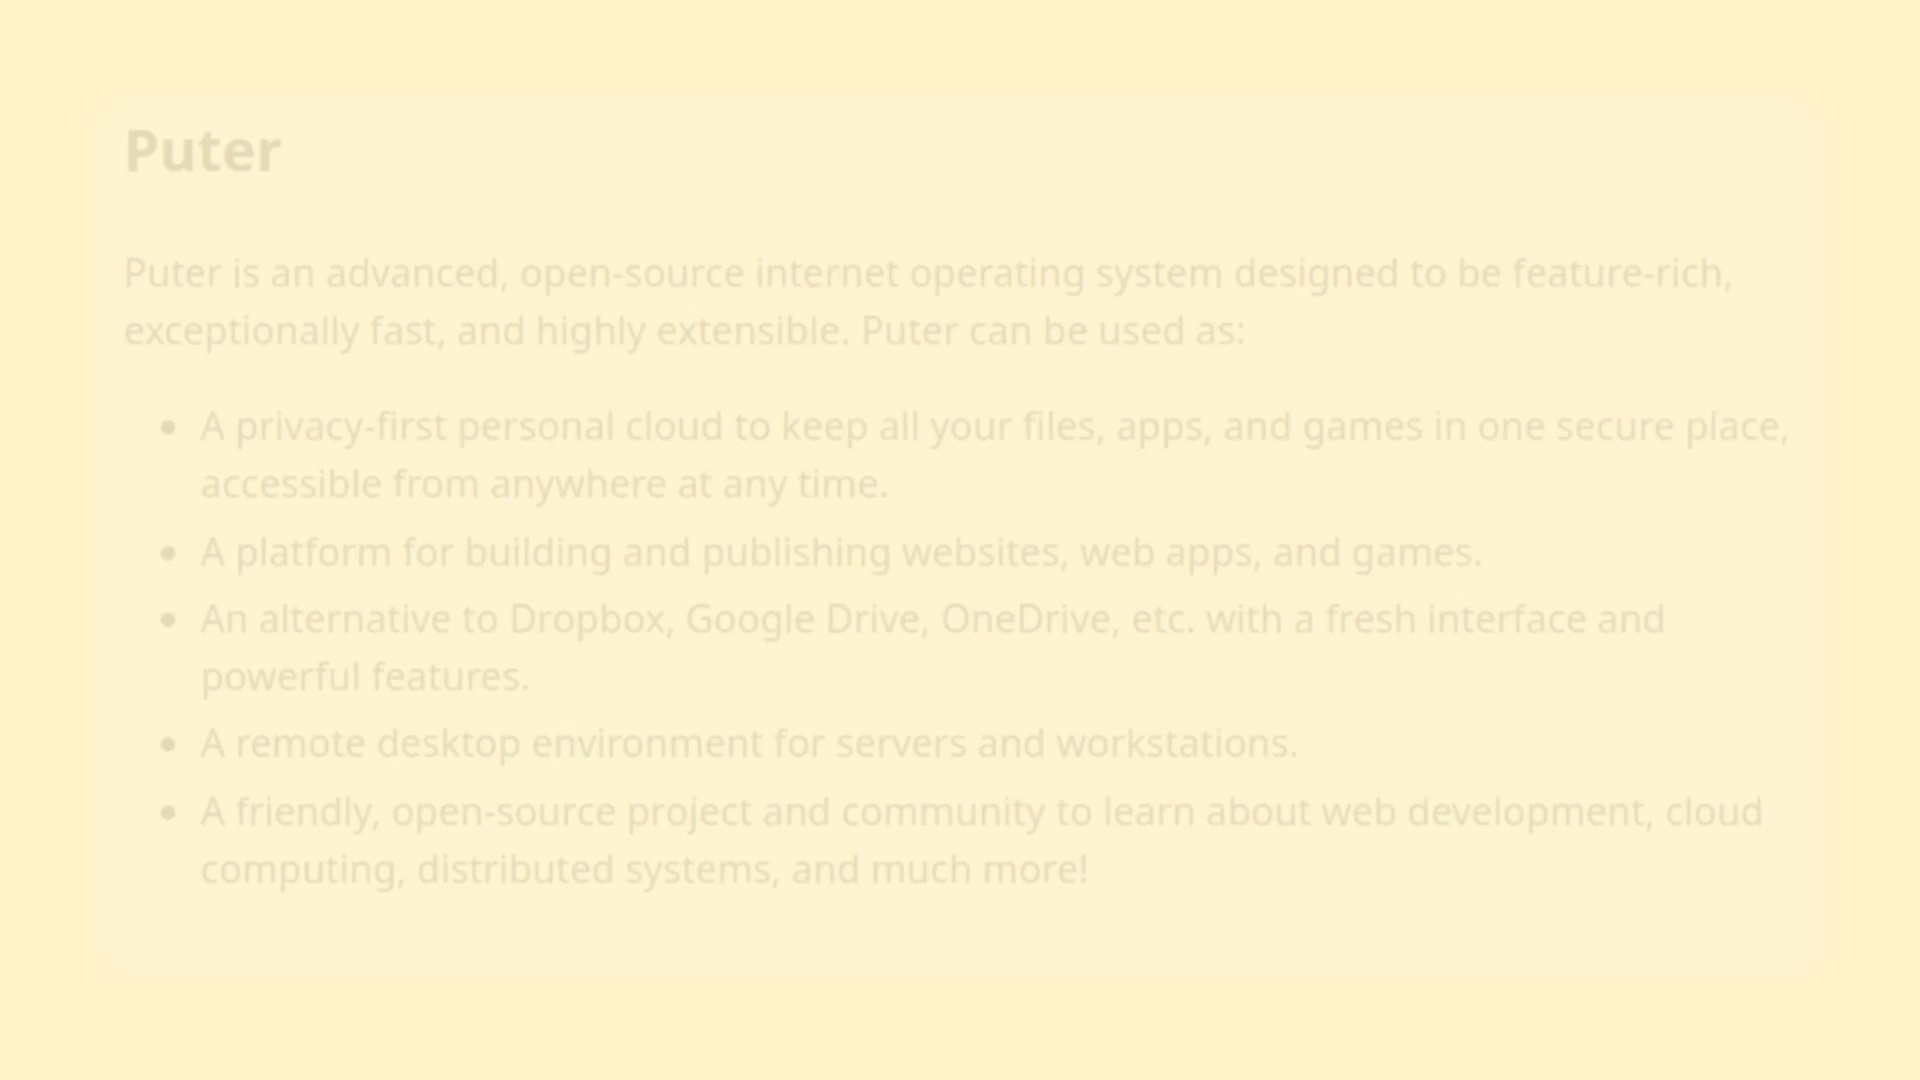 Puter
Puter is an advanced, open-source internet operating system designed to be feature-rich,
exceptionally fast, and highly extensible. Puter can be used as:
• A privacy-first personal cloud to keep all your files, apps, and games in one secure place,
accessible from anywhere at any time.
• A platform for building and publishing websites, web apps, and games.
• An alternative to Dropbox, Google Drive, OneDrive, etc. with a fresh interface and
powerful features.
• A remote desktop environment for servers and workstations.
• A friendly, open-source project and community to learn about web development, cloud
computing, distributed systems, and much more!